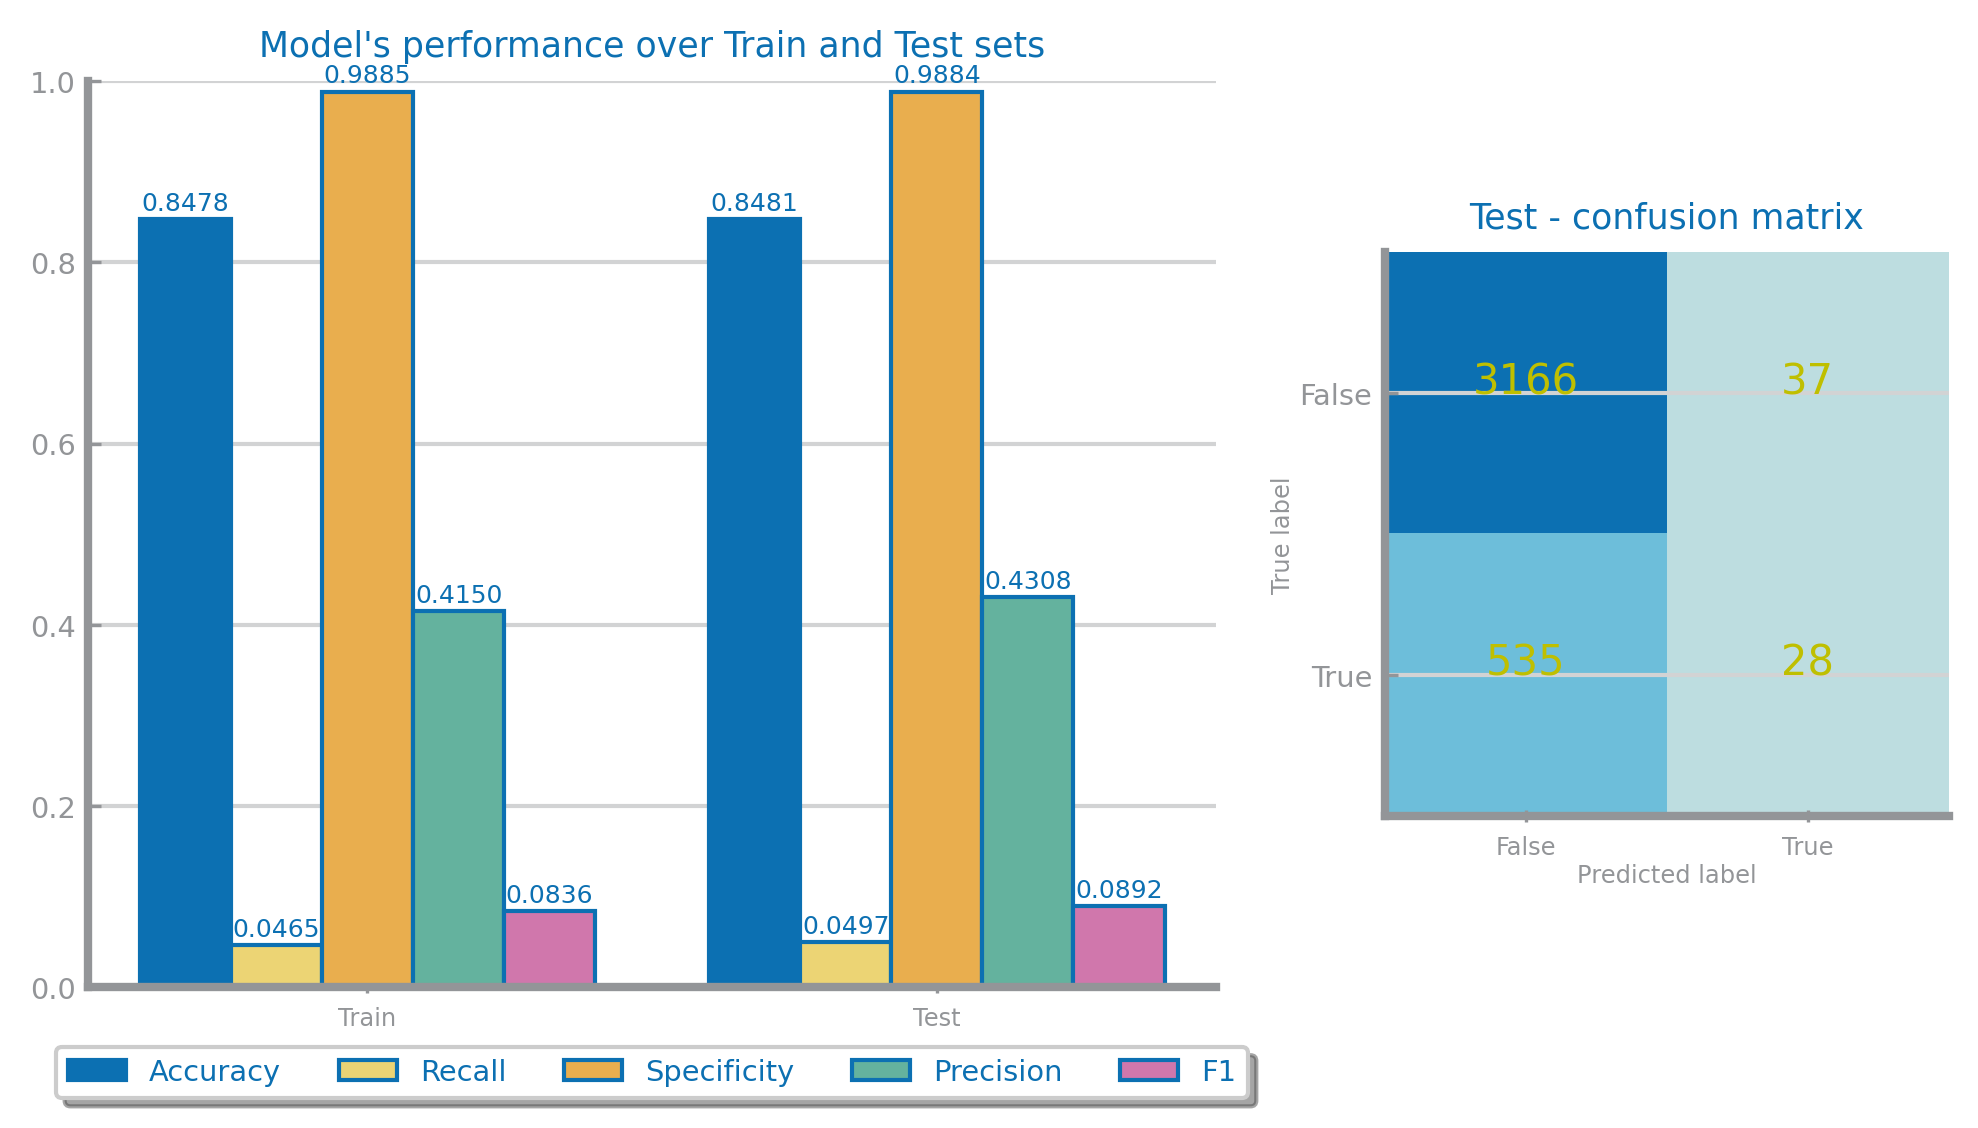 Model's performance over Train and Test sets
1.0
0.8
0.6
0.4
0.2
0.0
0.8478
0.0465
0.9885
0.4150
0.0836
0.8481
0.0497
0.9884
0.4308
0.0892
Train
Test
Accuracy Recall Specificity Precision F1
Test - confusion matrix
True label
False
True
3166 37
535 28
False True
Predicted label